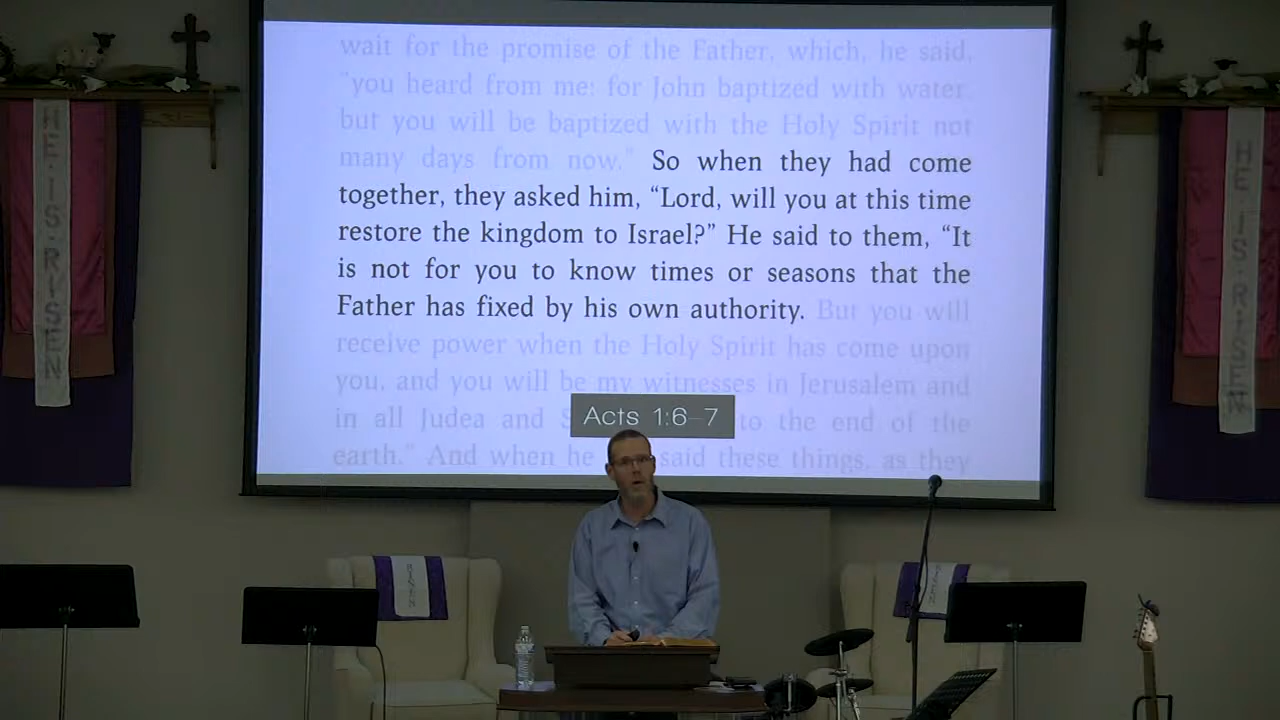 wait for the promise of the Father, which, he said,
"you heard from me; for John baptized with water,
but you will be baptized with the Holy Spirit not
many days from now." So when they had come
together, they asked him, “Lord, will you at this time
restore the kingdom to Israel?” He said to them, “It
is not for you to know times or seasons that the
Father has fixed by his own authority. But you will
receive power when the Holy Spirit has come upon
you, and you will be my witnesses in Jerusalem and
in all Judea and to the end of the
earth." And when he said these things, as they
Acts 1:6–7
HE·IS·RISEN
HE·IS·RISEN